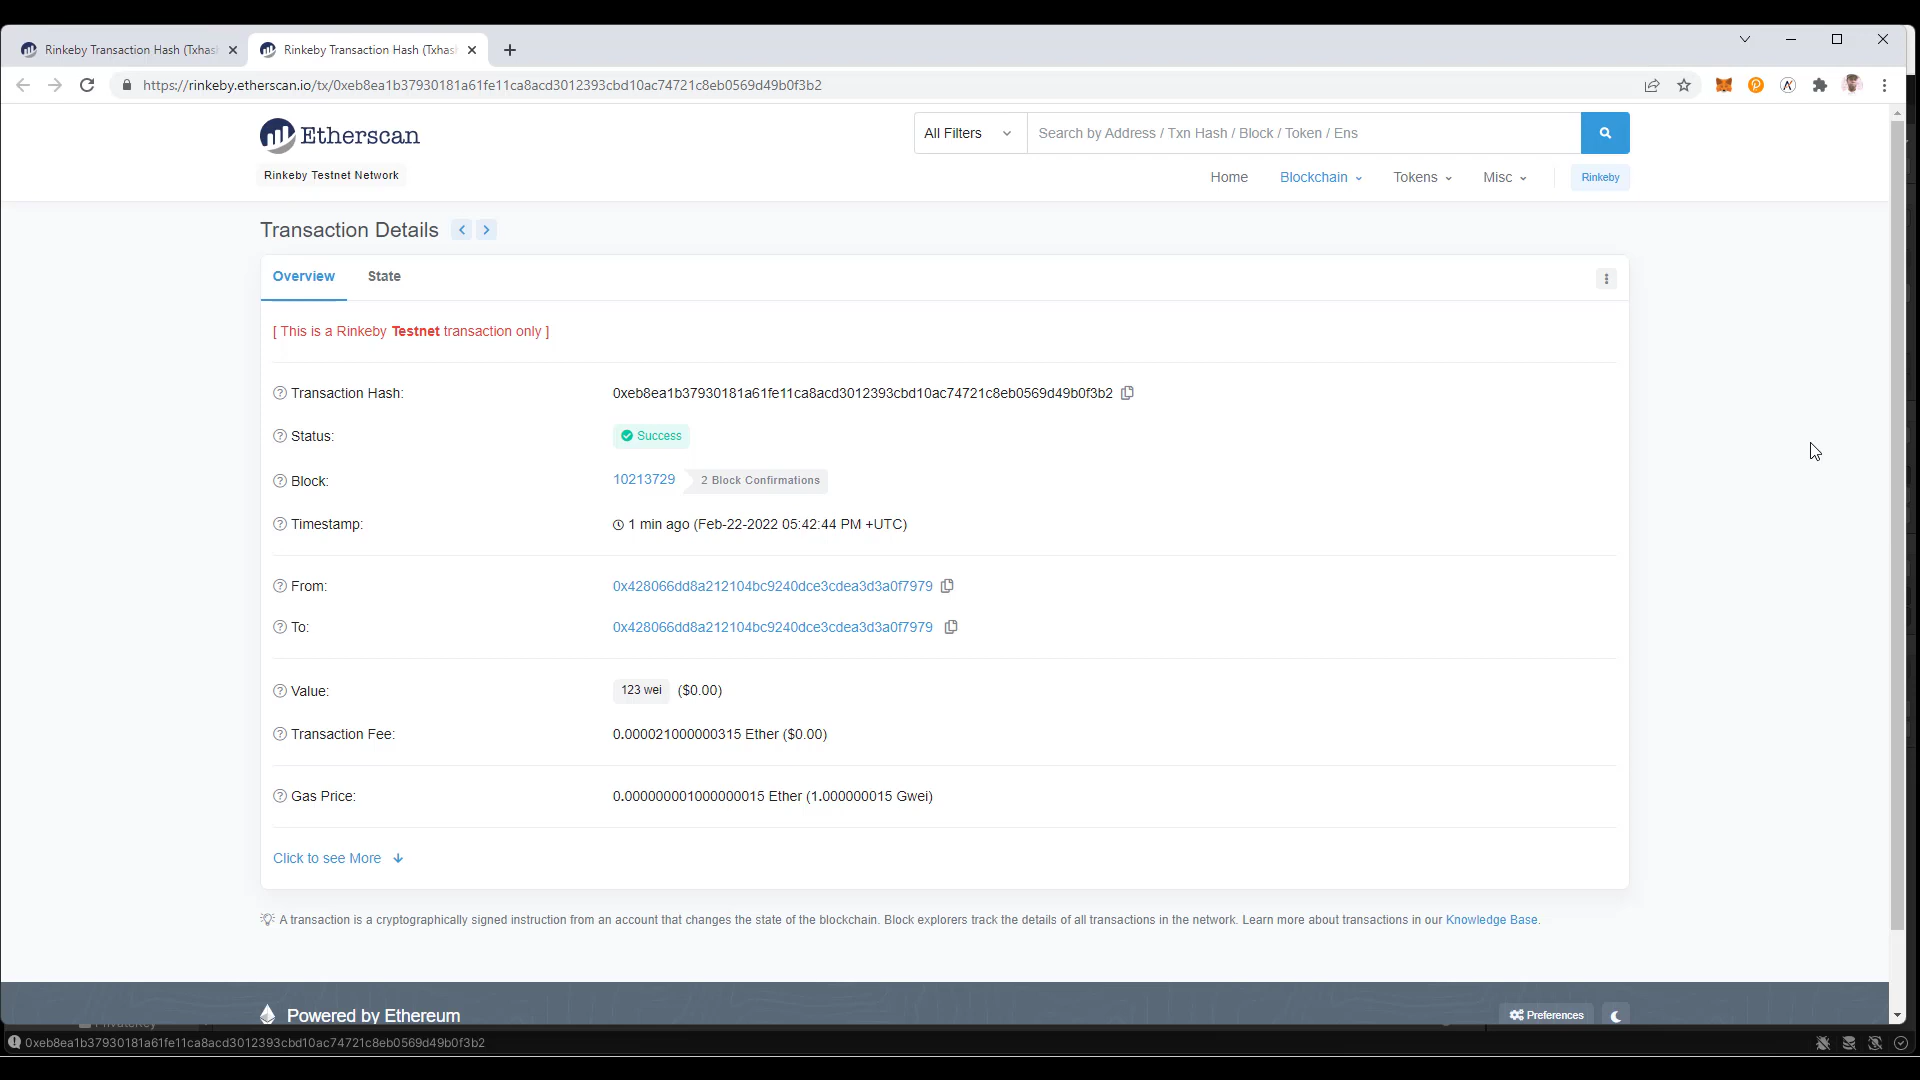 Rinkeby Transaction Hash (Txhas
Rinkeby Transaction Hash (Txhas
https://rinkeby.etherscan.io/tx/0xeb8ea1b37930181a61fe11ca8acd3012393cbd10ac74721c8eb0569d49b0f3b2
Etherscan
All Filters
Search by Address / Txn Hash / Block / Token / Ens
Rinkeby Testnet Network
Home Blockchain Tokens Misc Rinkeby
Transaction Details
Overview State
[ This is a Rinkeby Testnet transaction only ]
Transaction Hash: 0xeb8ea1b37930181a61fe11ca8acd3012393cbd10ac74721c8eb0569d49b0f3b2
Status: Success
Block: 10213729 2 Block Confirmations
Timestamp: 1 min ago (Feb-22-2022 05:42:44 PM +UTC)
From: 0x428066dd8a212104bc9240dce3cdea3d3a0f7979
To: 0x428066dd8a212104bc9240dce3cdea3d3a0f7979
Value: 123 wei ($0.00)
Transaction Fee: 0.000021000000315 Ether ($0.00)
Gas Price: 0.000000001000000015 Ether (1.000000015 Gwei)
Click to see More
A transaction is a cryptographically signed instruction from an account that changes the state of the blockchain. Block explorers track the details of all transactions in the network. Learn more about transactions in our Knowledge Base.
Powered by Ethereum
Preferences
PrivateKey
0xeb8ea1b37930181a61fe11ca8acd3012393cbd10ac74721c8eb0569d49b0f3b2